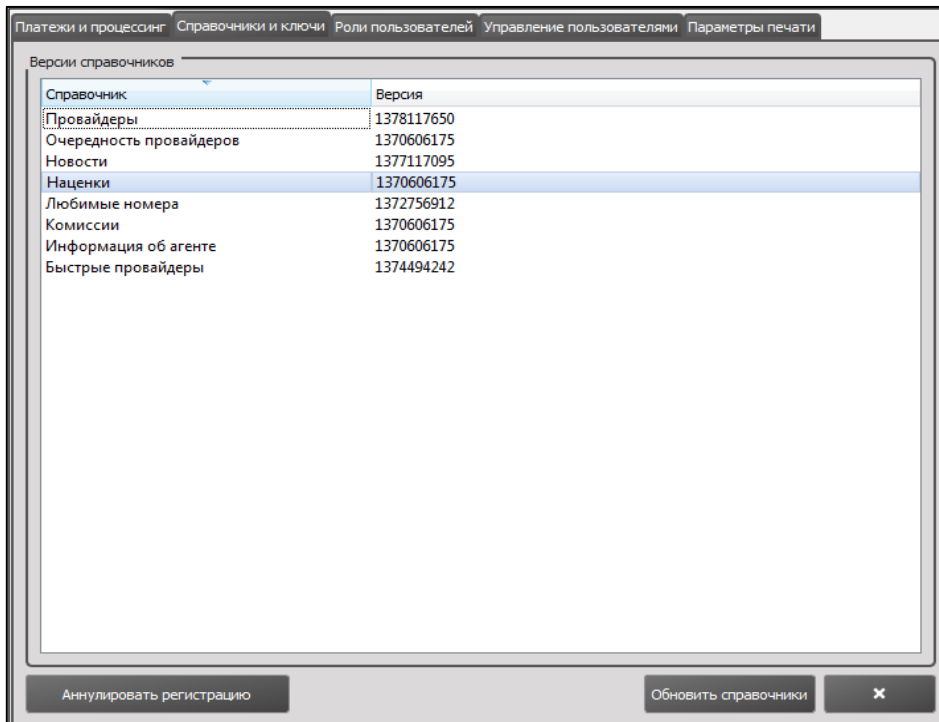 Платежи и процессинг Справочники и ключи Роли пользователей Управление пользователями Параметры печати
Версии справочников
Справочник Версия
Провайдеры 1378117650
Очередность провайдеров 1370606175
Новости 1377117095
Наценки 1370606175
Любимые номера 1372756912
Комиссии 1370606175
Информация об агенте 1370606175
Быстрые провайдеры 1374494242
Аннулировать регистрацию Обновить справочники